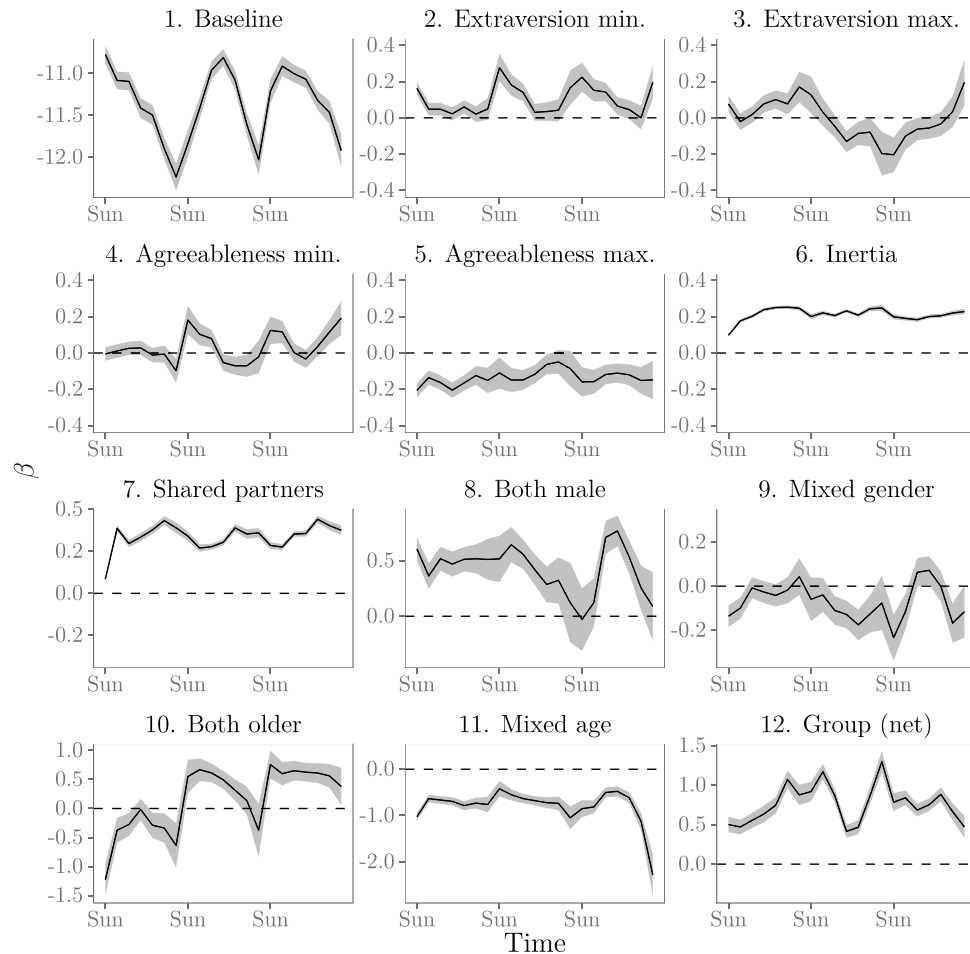 1. Baseline
2. Extraversion min.
3. Extraversion max.
-11.0
-11.5
-12.0
0.4
0.2
0.0
-0.2
-0.4
0.4
0.2
0.0
-0.2
-0.4
Sun Sun Sun
Sun Sun Sun
Sun Sun Sun
4. Agreeableness min.
5. Agreeableness max.
6. Inertia
0.4
0.2
0.0
-0.2
-0.4
0.4
0.2
0.0
-0.2
-0.4
0.4
0.2
0.0
-0.2
-0.4
Sun Sun Sun
Sun Sun Sun
Sun Sun Sun
β
7. Shared partners
8. Both male
9. Mixed gender
0.5
0.2
0.0
-0.2
0.5
0.0
0.2
0.0
-0.2
Sun Sun Sun
Sun Sun Sun
Sun Sun Sun
10. Both older
11. Mixed age
12. Group (net)
1.0
0.5
0.0
-0.5
-1.0
-1.5
0.0
-1.0
-2.0
1.5
1.0
0.5
0.0
Sun Sun Sun
Sun Sun Sun
Sun Sun Sun
Time